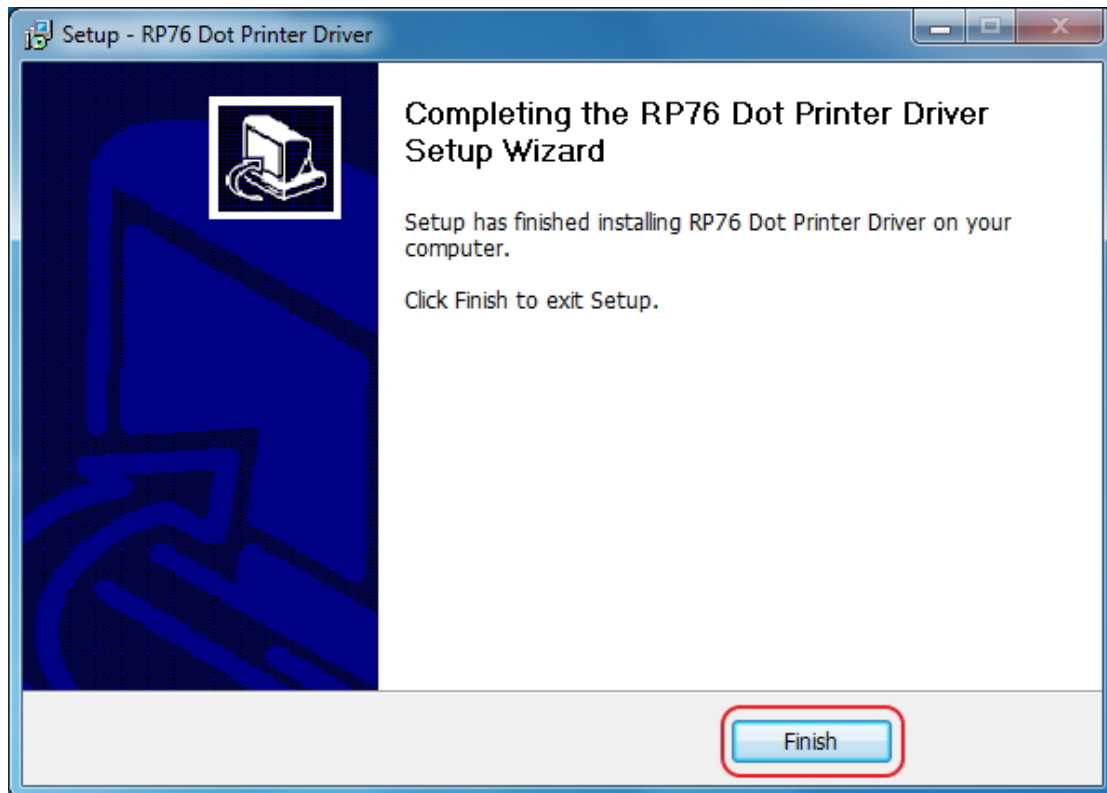 Setup - RP76 Dot Printer Driver
Completing the RP76 Dot Printer Driver
Setup Wizard
Setup has finished installing RP76 Dot Printer Driver on your
computer.
Click Finish to exit Setup.
Finish